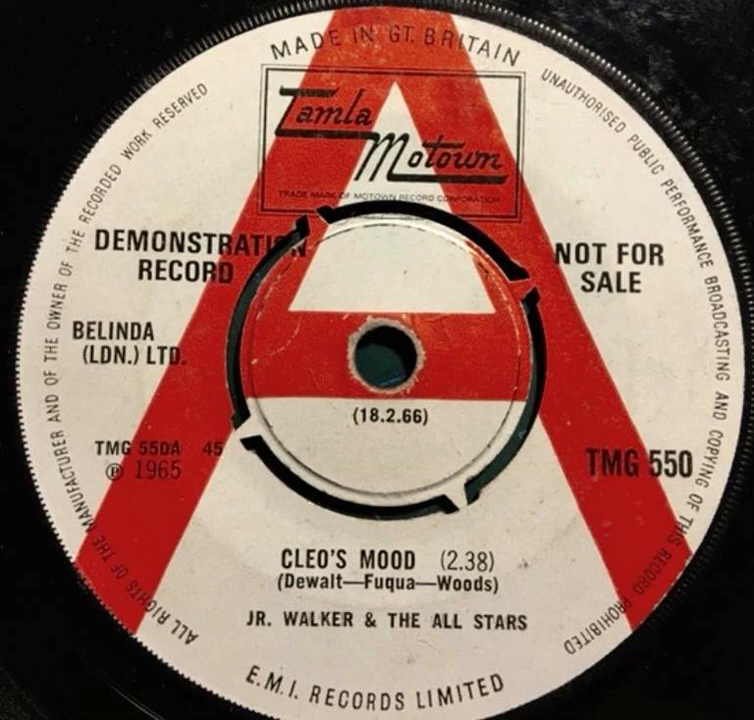 MADE IN GT. BRITAIN
Tamla
Motown
TRADE MARK OF MOTOWN RECORD CORPORATION
DEMONSTRATION
RECORD
NOT FOR
SALE
BELINDA
(LDN.) LTD.
(18.2.66)
TMG 550A 45
℗ 1965
TMG 550
CLEO'S MOOD (2.38)
(Dewalt—Fuqua—Woods)
JR. WALKER & THE ALL STARS
E.M.I. RECORDS LIMITED
ALL RIGHTS OF THE MANUFACTURER AND OF THE OWNER OF THE RECORDED WORK RESERVED
UNAUTHORISED PUBLIC PERFORMANCE BROADCASTING AND COPYING OF THIS RECORD PROHIBITED
A